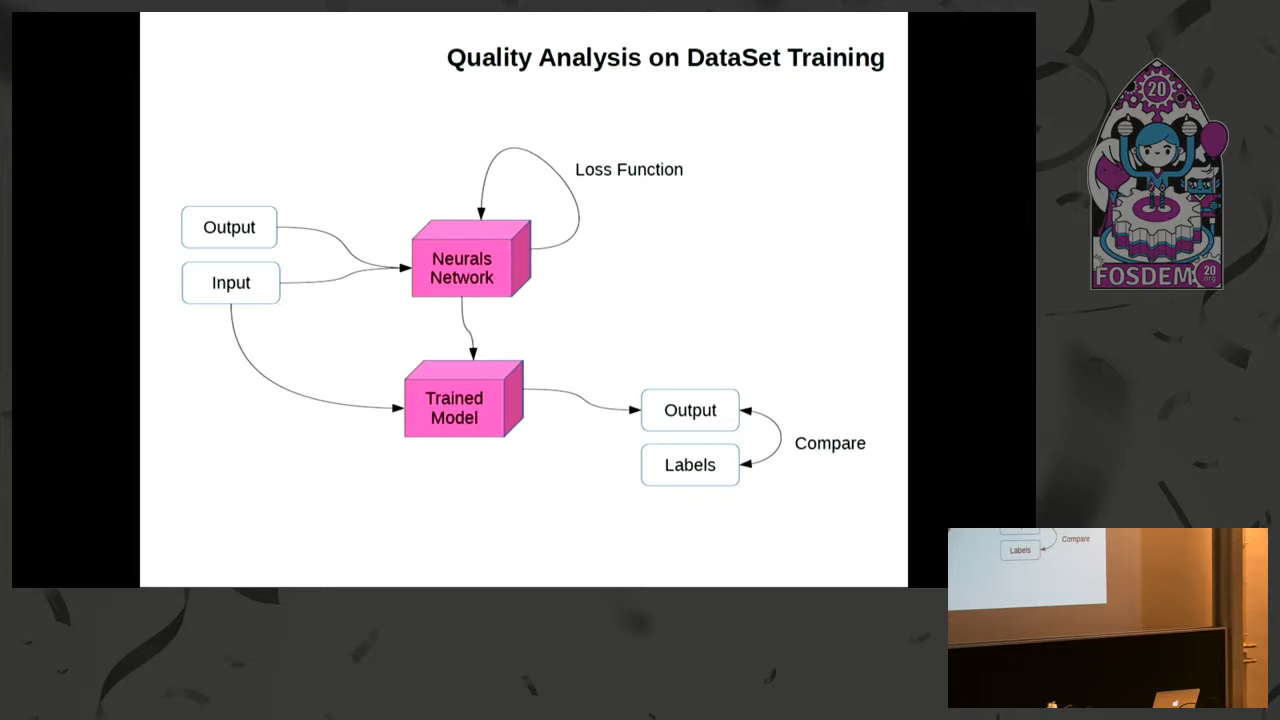 Quality Analysis on DataSet Training
Loss Function
Output
Input
Neurals
Network
Trained
Model
Output
Labels
Compare
20
FOSDEM
20
org
Labels
Compare